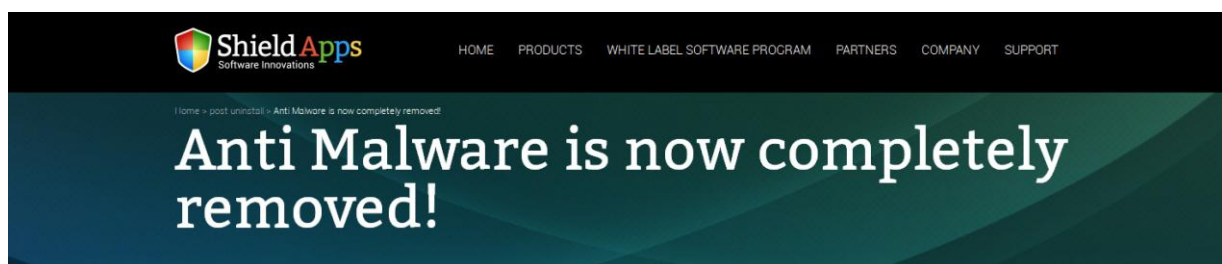 Shield Apps
Software Innovations
HOME PRODUCTS WHITE LABEL SOFTWARE PROGRAM PARTNERS COMPANY SUPPORT
Home > post uninstall > Anti Malware is now completely removed!
Anti Malware is now completely
removed!